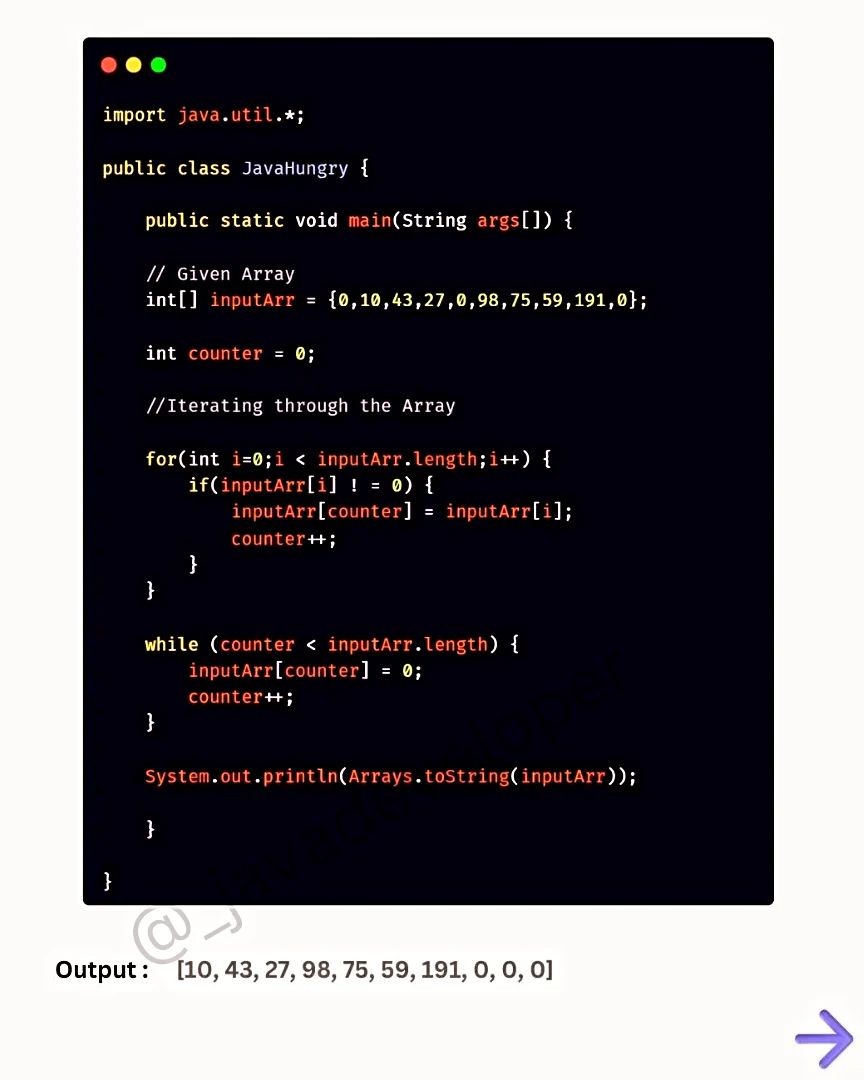 import java.util.*;
public class JavaHungry {
public static void main(String args[]) {
// Given Array
int[] inputArr = {0,10,43,27,0,98,75,59,191,0};
int counter = 0;
//Iterating through the Array
for(int i=0;i < inputArr.length;i++) {
if(inputArr[i] ! = 0) {
inputArr[counter] = inputArr[i];
counter++;
}
}
while (counter < inputArr.length) {
inputArr[counter] = 0;
counter++;
}
System.out.println(Arrays.toString(inputArr));
}
}
@_javadeveloper
Output : [10, 43, 27, 98, 75, 59, 191, 0, 0, 0]